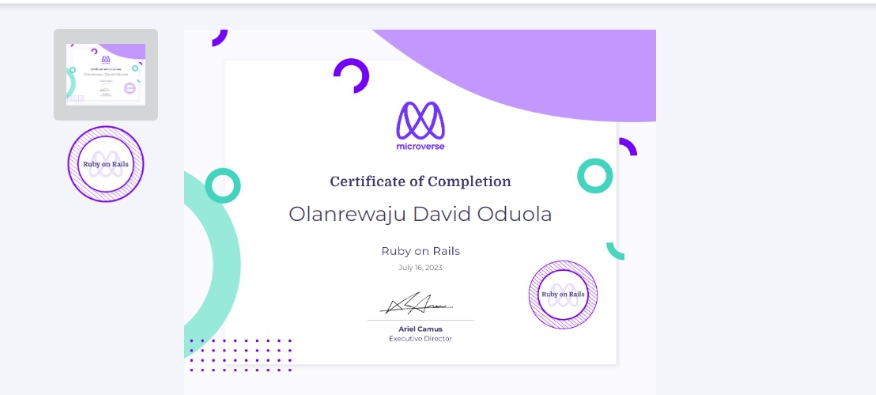 Ruby on Rails
microverse
Certificate of Completion
Olanrewaju David Oduola
Ruby on Rails
July 16, 2023
Ruby on Rails
Ariel Camus
Executive Director